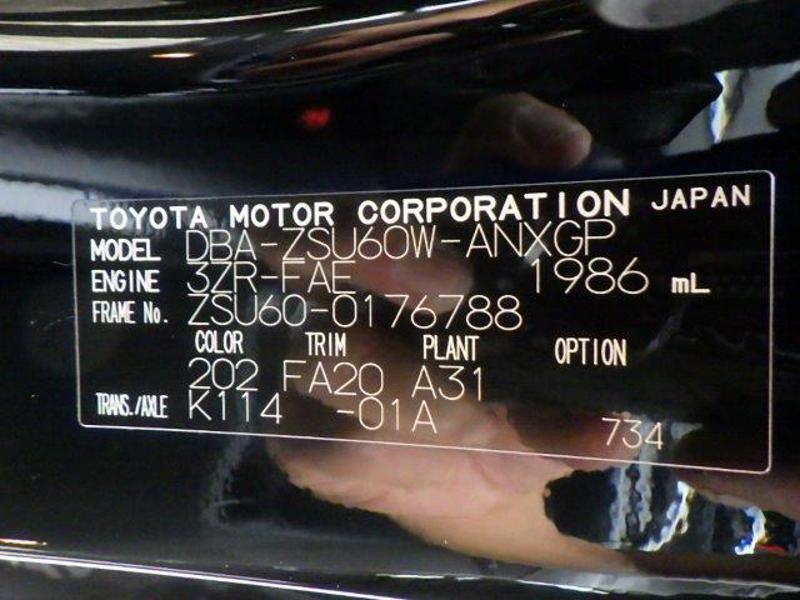 TOYOTA MOTOR CORPORATION JAPAN
MODEL DBA-ZSU60W-ANXGP
ENGINE 3ZR-FAE 1986 mL
FRAME No. ZSU60-0176788
COLOR TRIM PLANT OPTION
202 FA20 A31
TRANS./AXLE K114 -01A
734